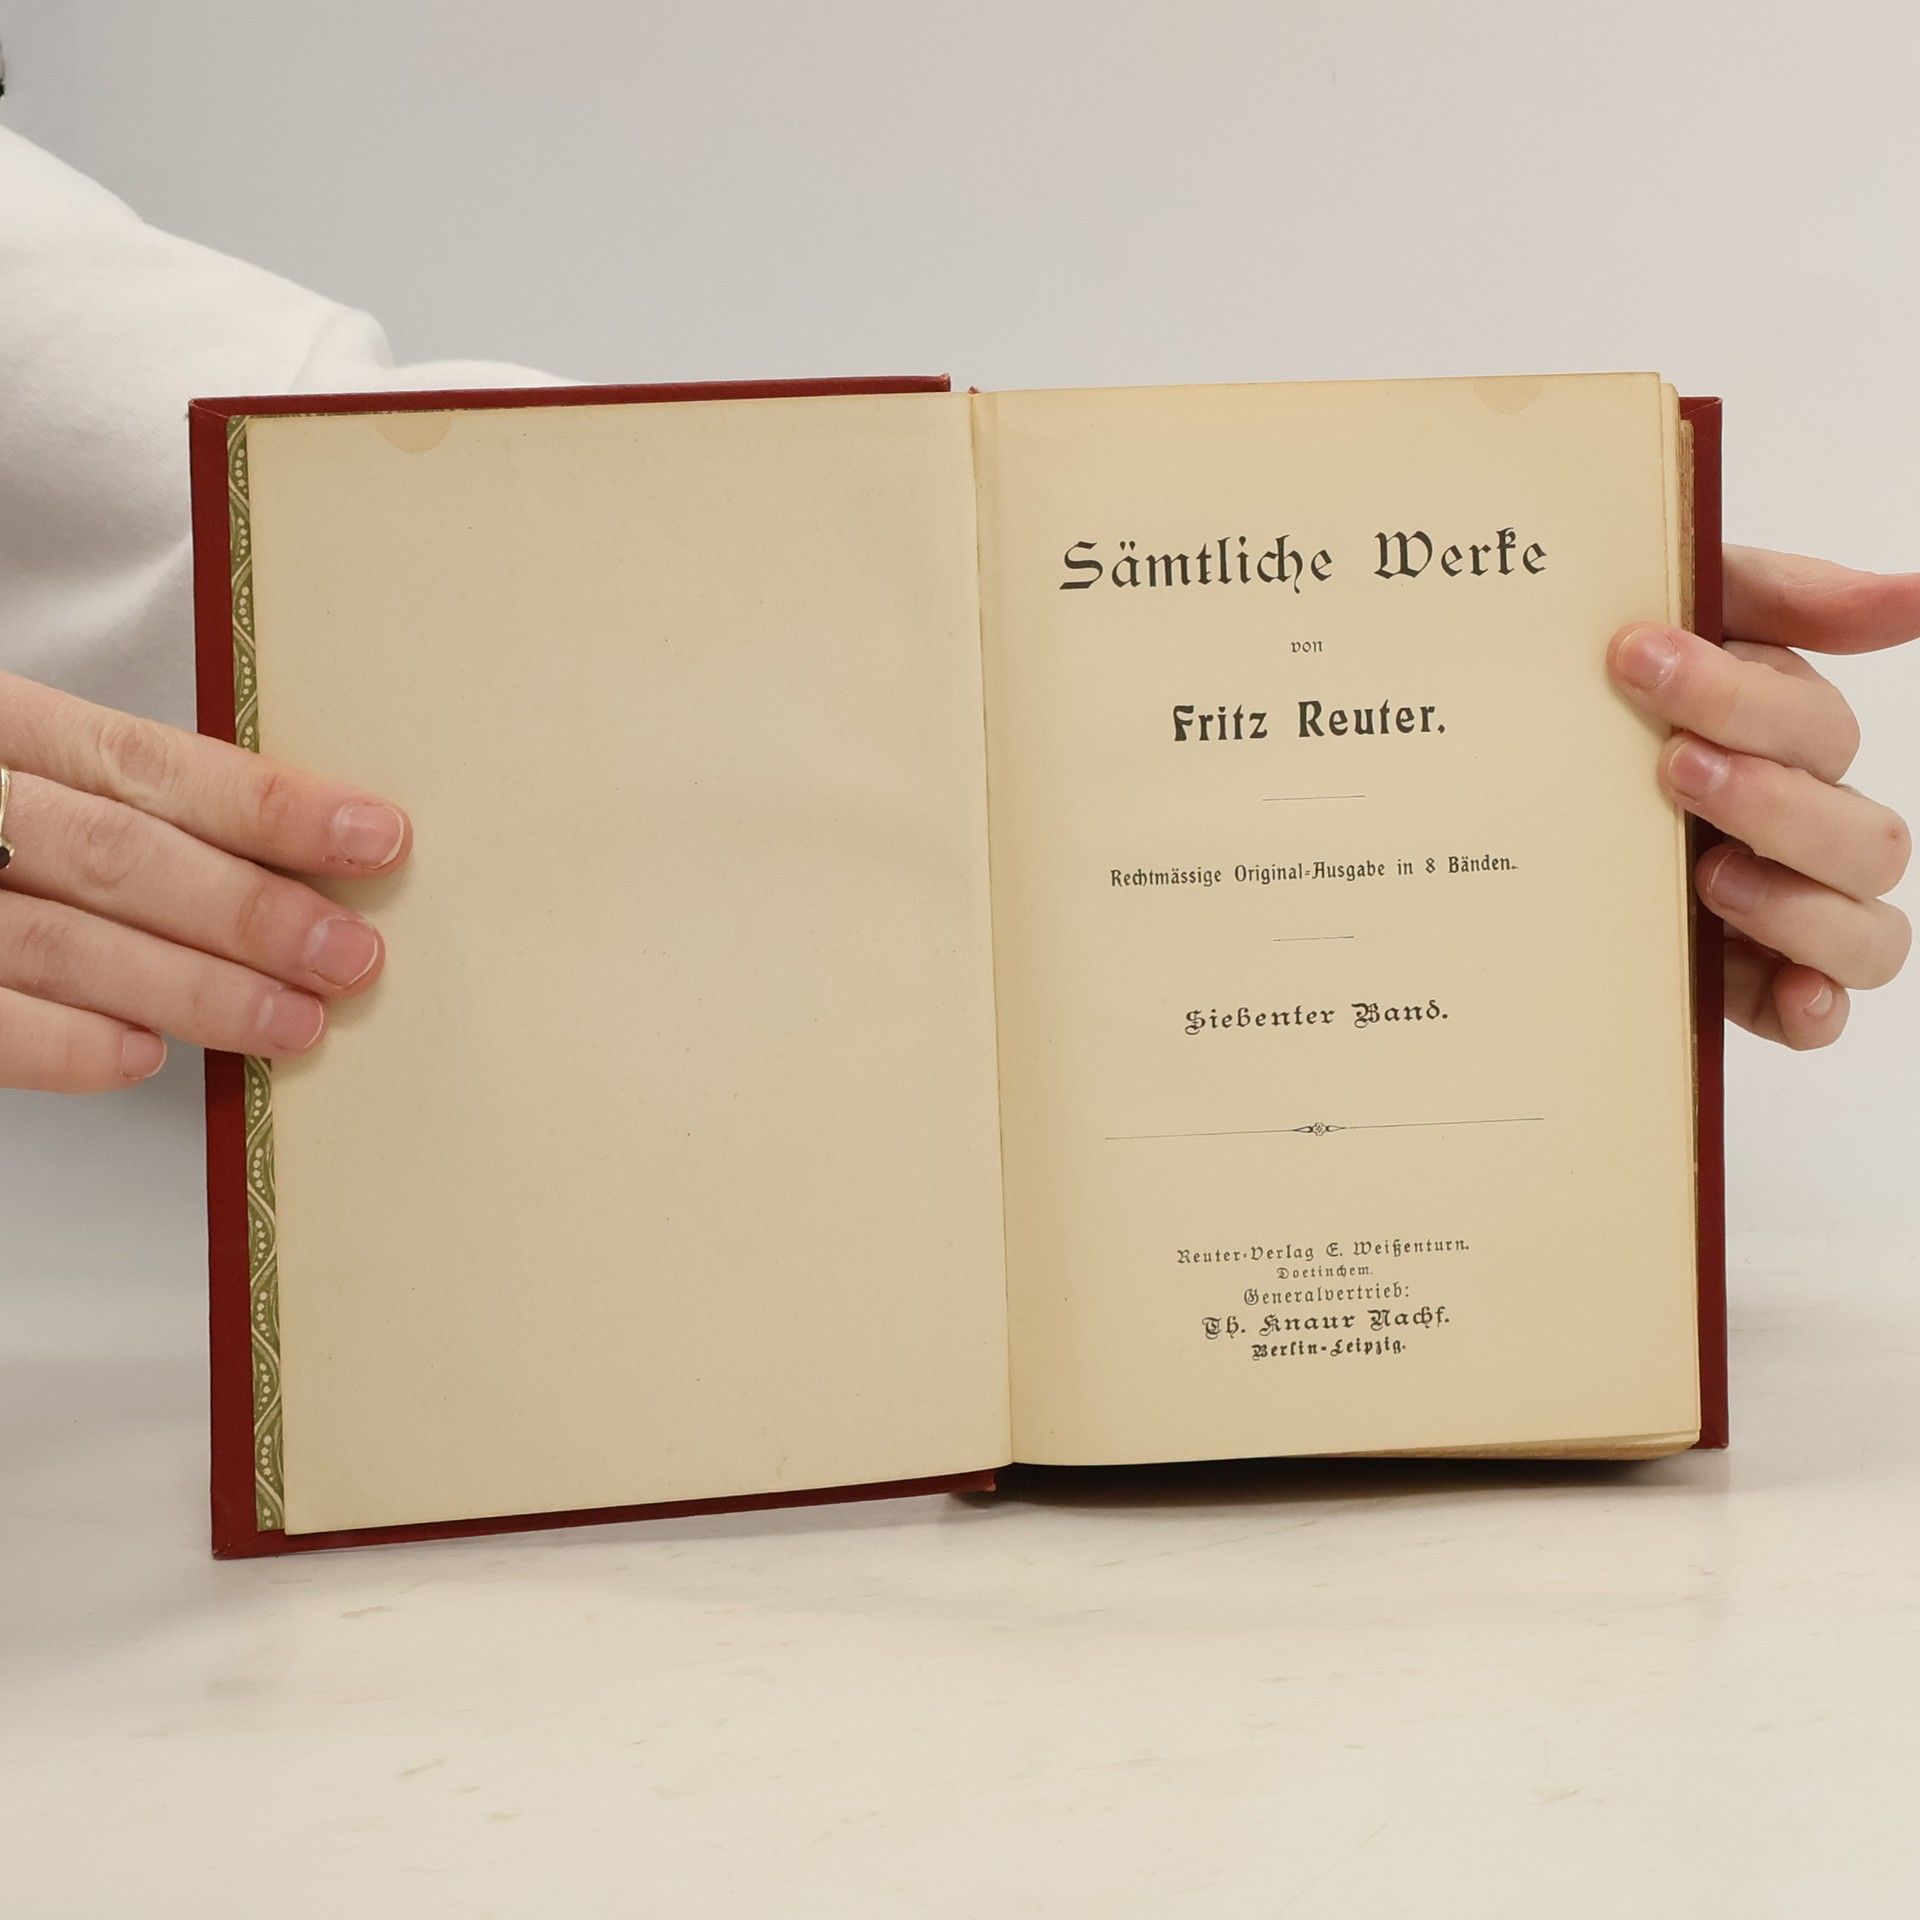 Sämtliche Werke
von
Fritz Reuter.
Rechtmässige Original-Ausgabe in 8 Bänden.
Siebenter Band.
Reuter-Verlag E. Weißenturn.
Doetinchem.
Generalvertrieb:
Th. Knaur Nachf.
Berlin-Leipzig.